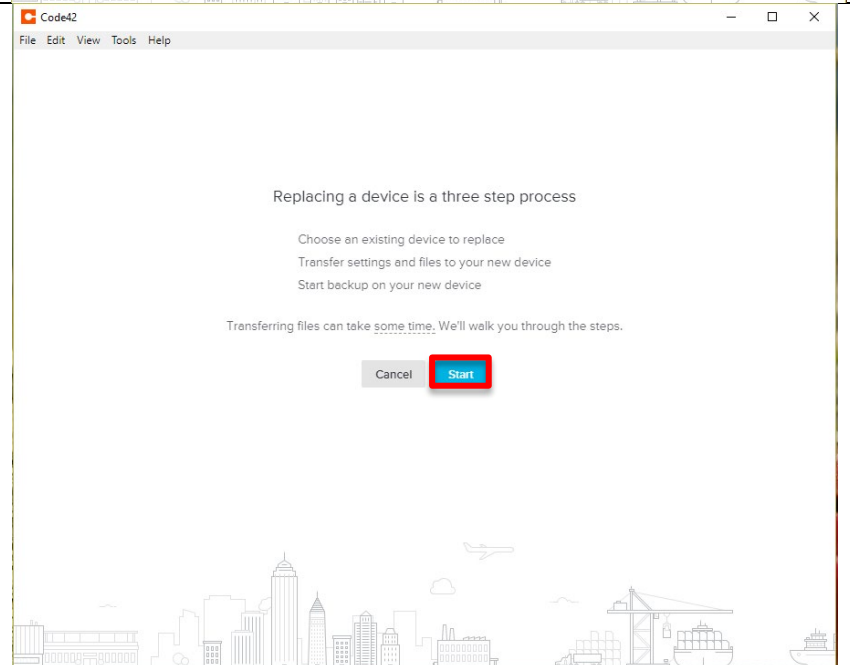 Code42
File Edit View Tools Help
Replacing a device is a three step process
Choose an existing device to replace
Transfer settings and files to your new device
Start backup on your new device
Transferring files can take some time. We'll walk you through the steps.
Cancel Start